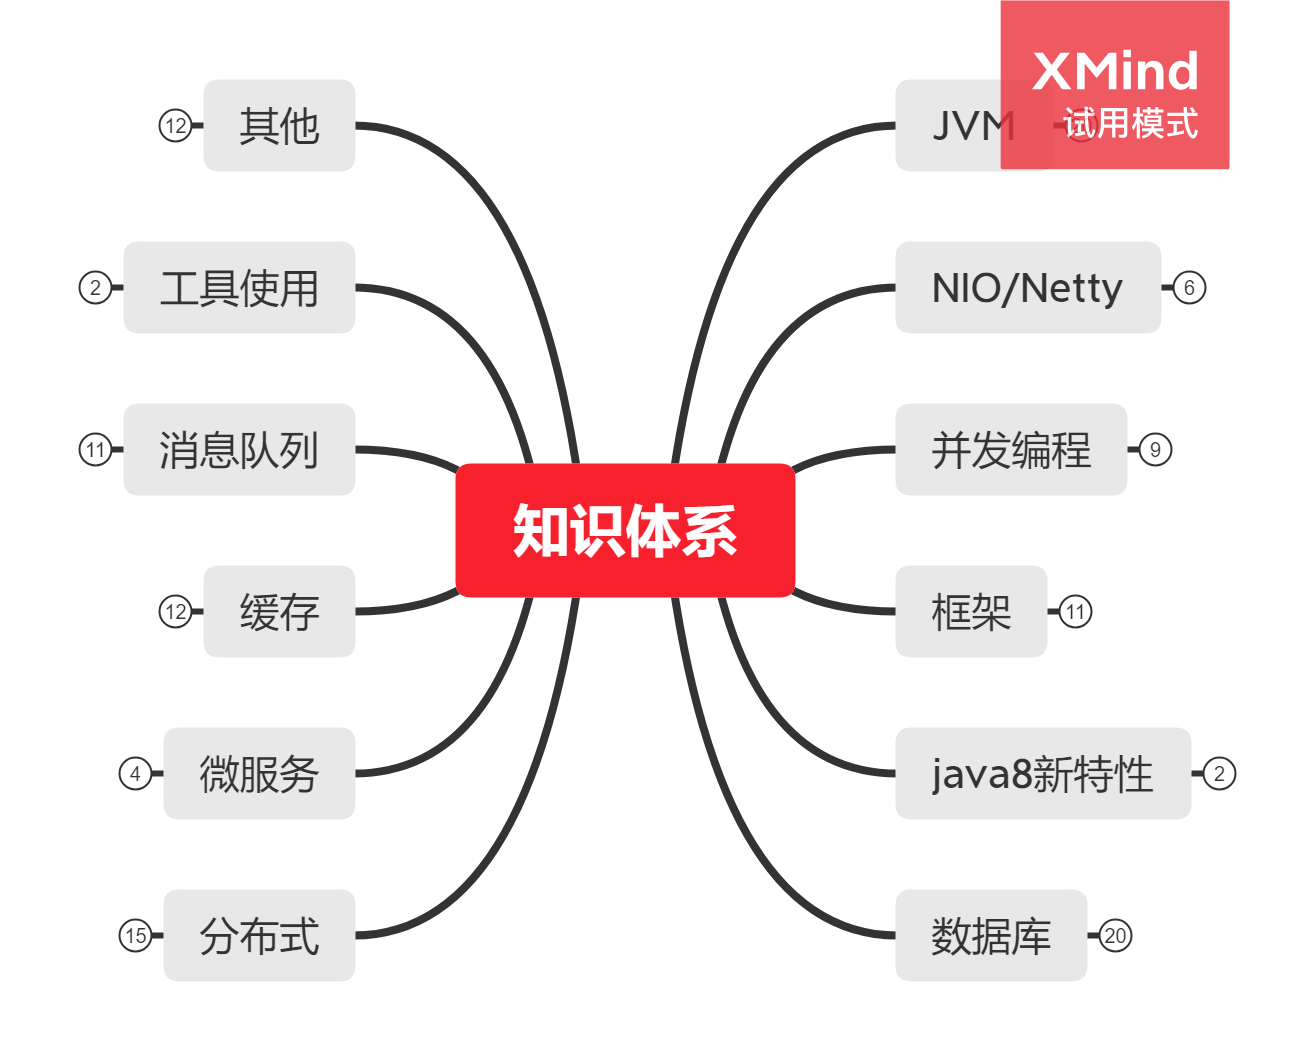 XMind
试用模式
知识体系
JVM
NIO/Netty
6
并发编程
9
框架
11
java8新特性
2
数据库
20
其他
12
工具使用
2
消息队列
11
缓存
12
微服务
4
分布式
15